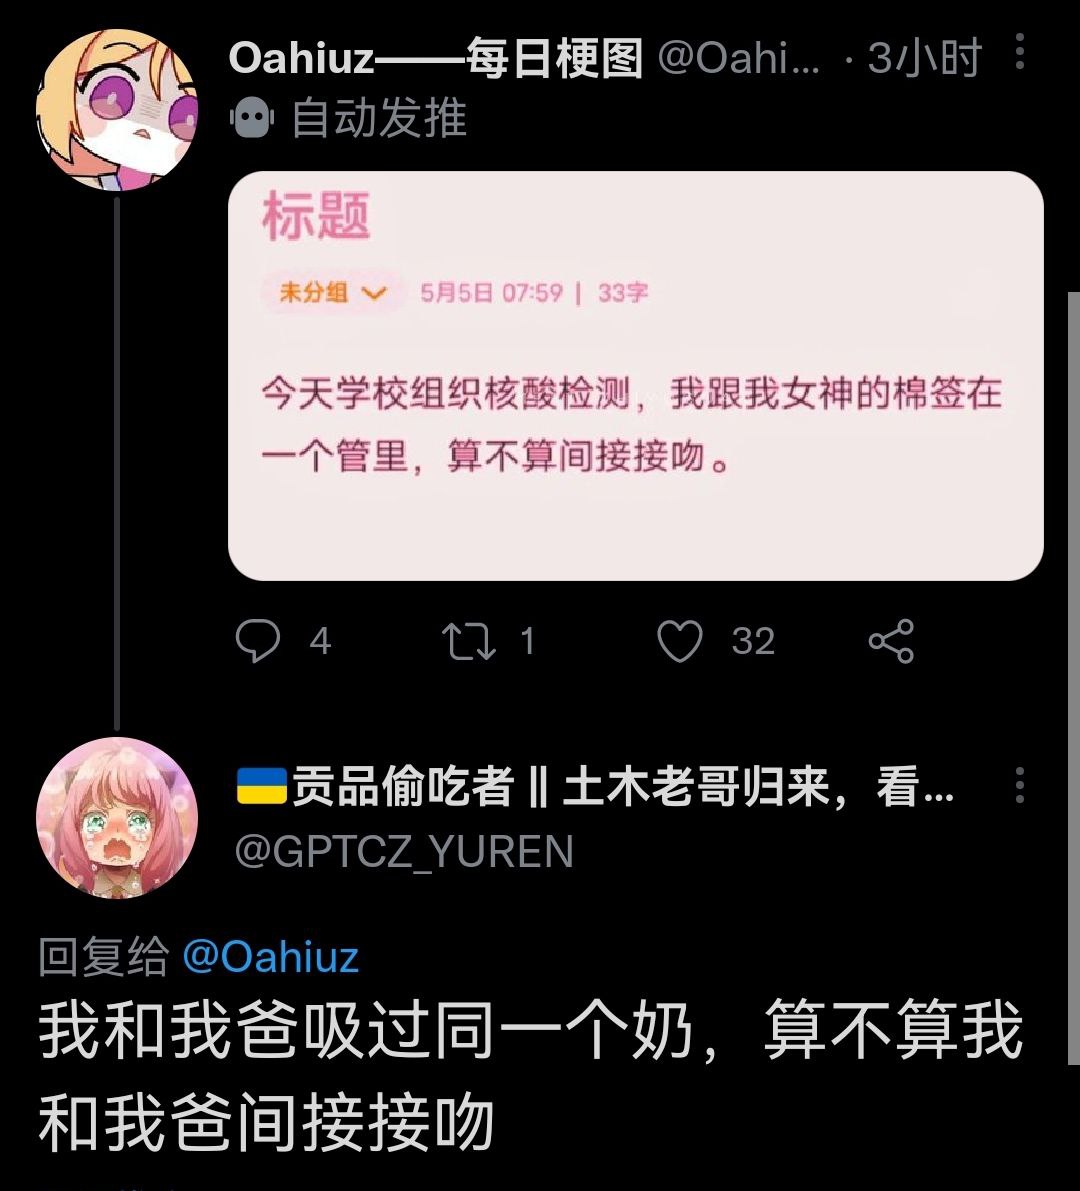 Oahiuz——每日梗图 @Oahi... · 3小时
自动发推
标题
未分组 5月5日 07:59 | 33字
今天学校组织核酸检测，我跟我女神的棉签在
一个管里，算不算间接接吻。
4 1 32
🇺🇦贡品偷吃者 || 土木老哥归来，看...
@GPTCZ_YUREN
回复给 @Oahiuz
我和我爸吸过同一个奶，算不算我
和我爸间接接吻